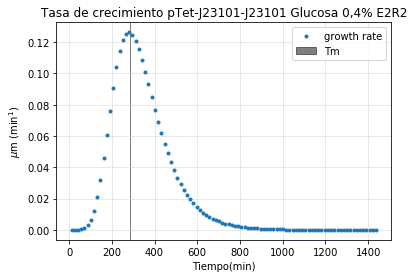 Tasa de crecimiento pTet-J23101-J23101 Glucosa 0,4% E2R2
growth rate
Tm
μm (min¹)
0.12
0.10
0.08
0.06
0.04
0.02
0.00
0 200 400 600 800 1000 1200 1400
Tiempo(min)